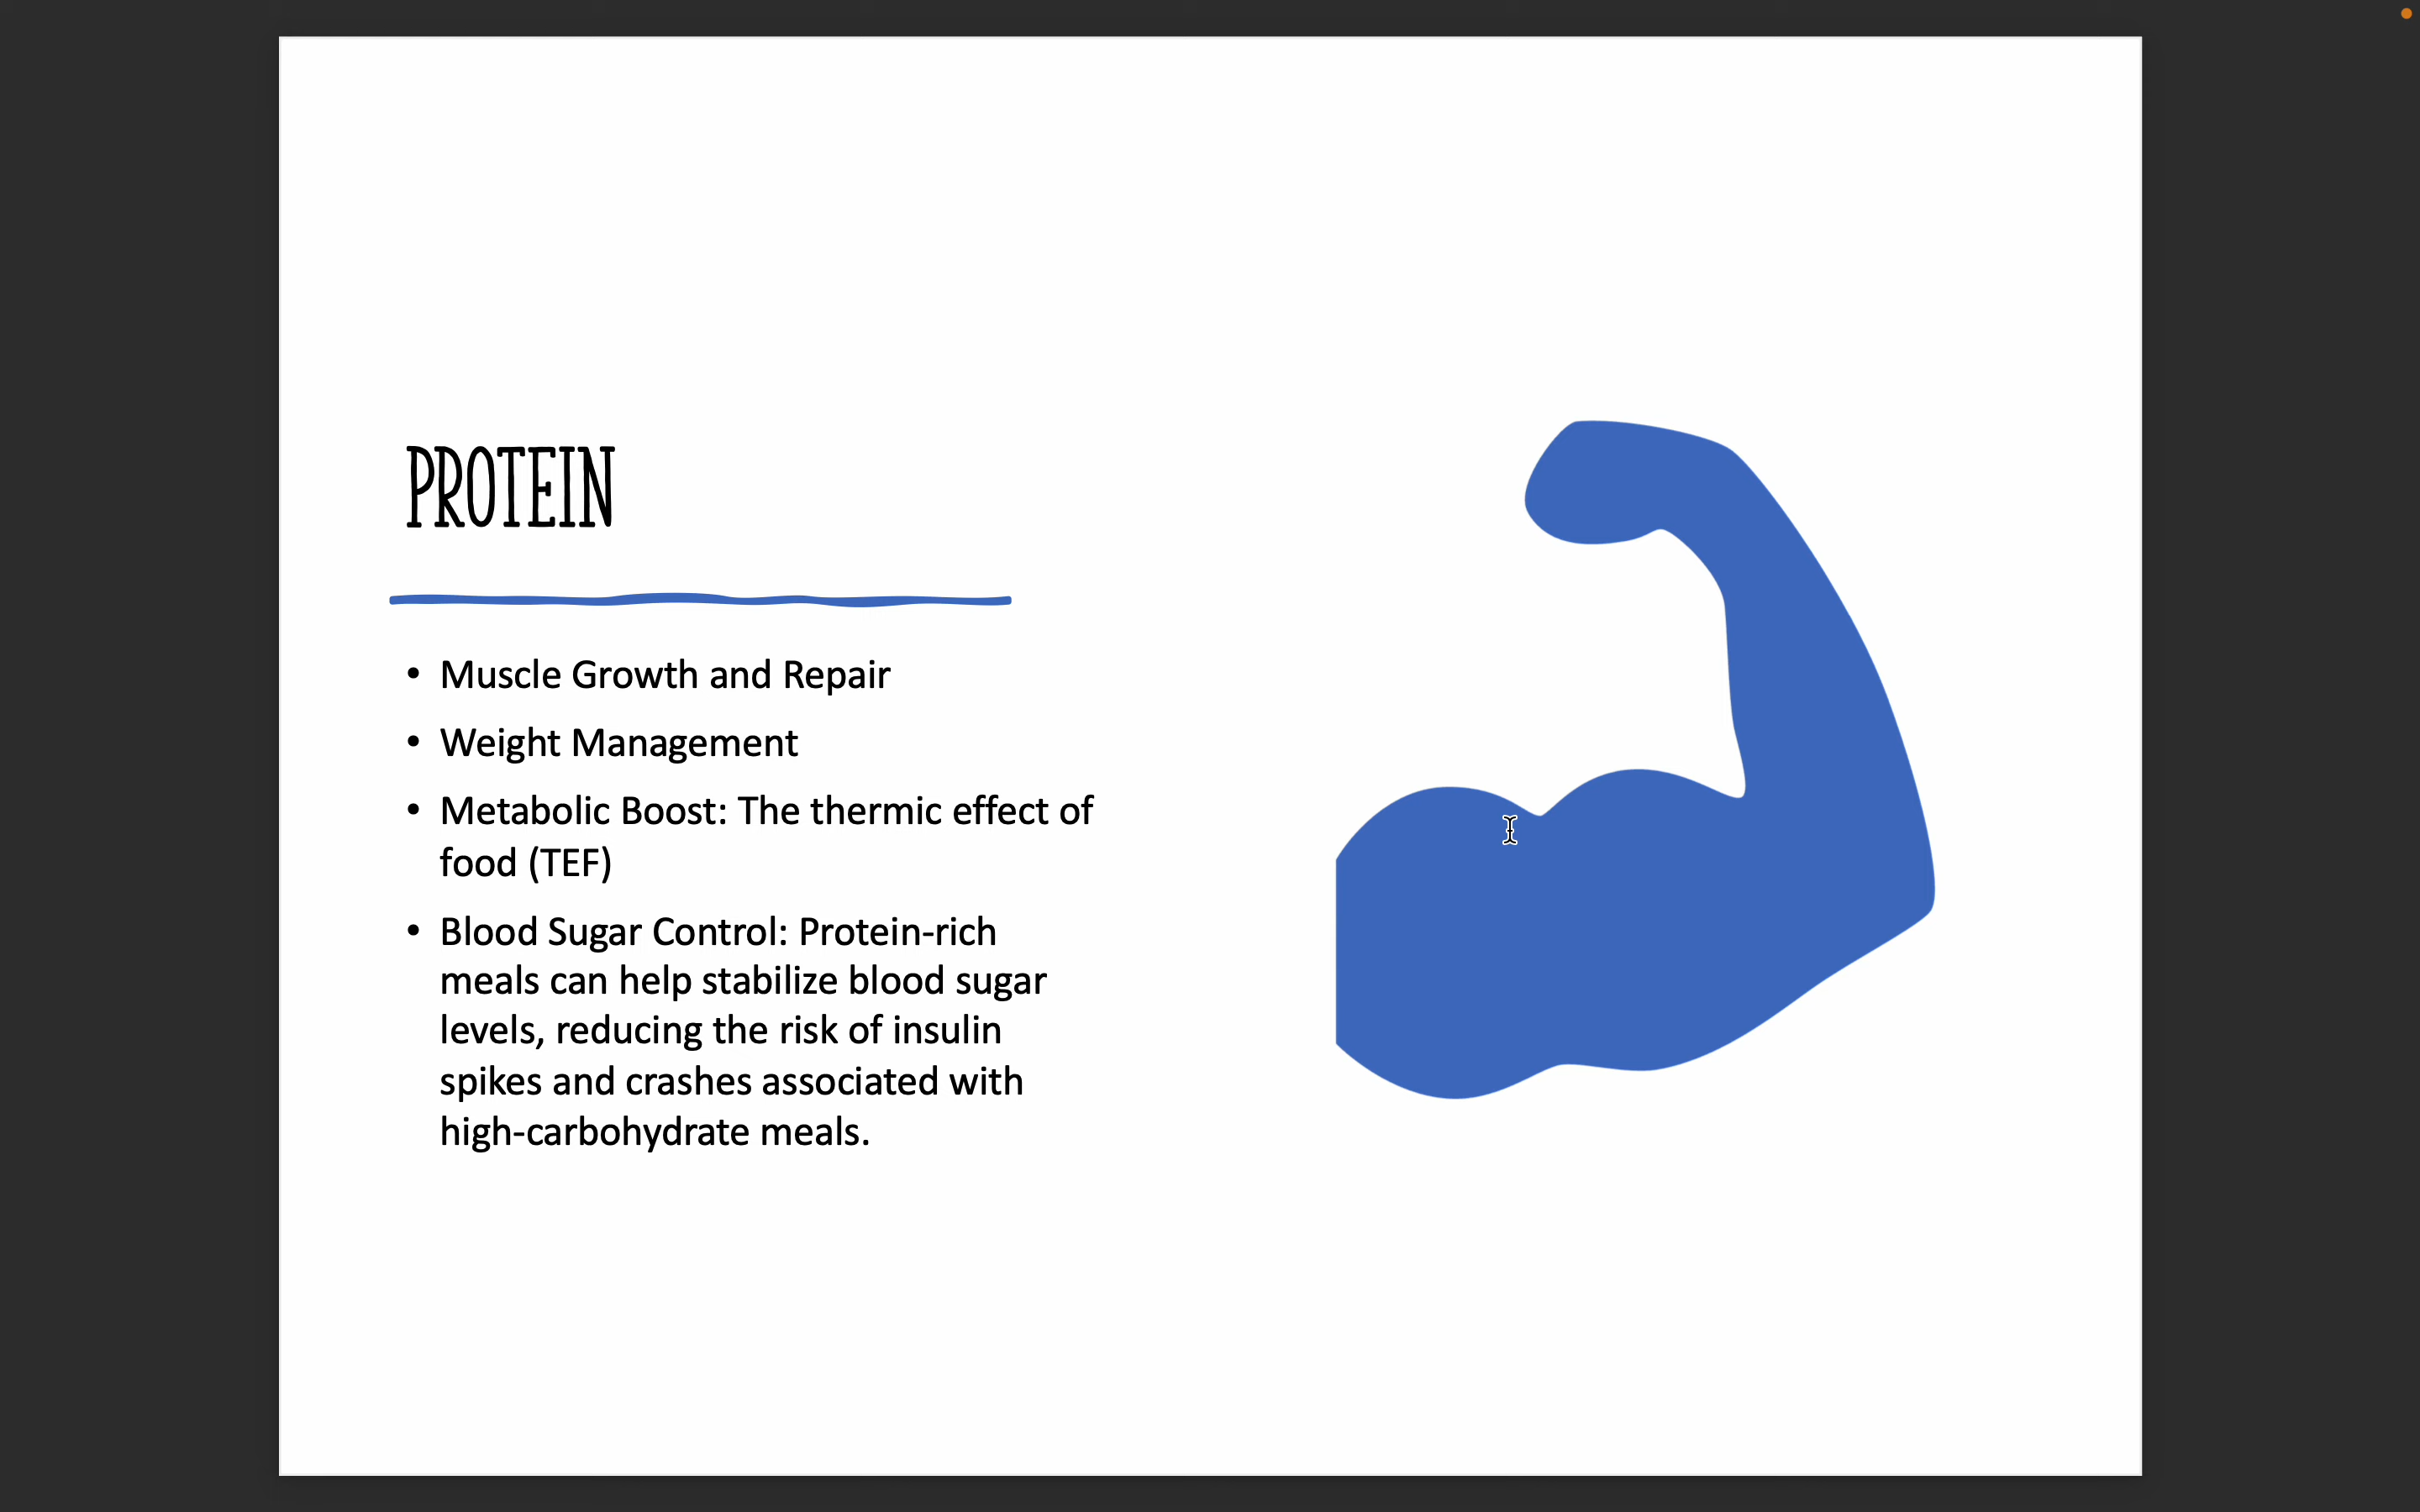 PROTEIN
• Muscle Growth and Repair
• Weight Management
• Metabolic Boost: The thermic effect of
food (TEF)
• Blood Sugar Control: Protein-rich
meals can help stabilize blood sugar
levels, reducing the risk of insulin
spikes and crashes associated with
high-carbohydrate meals.